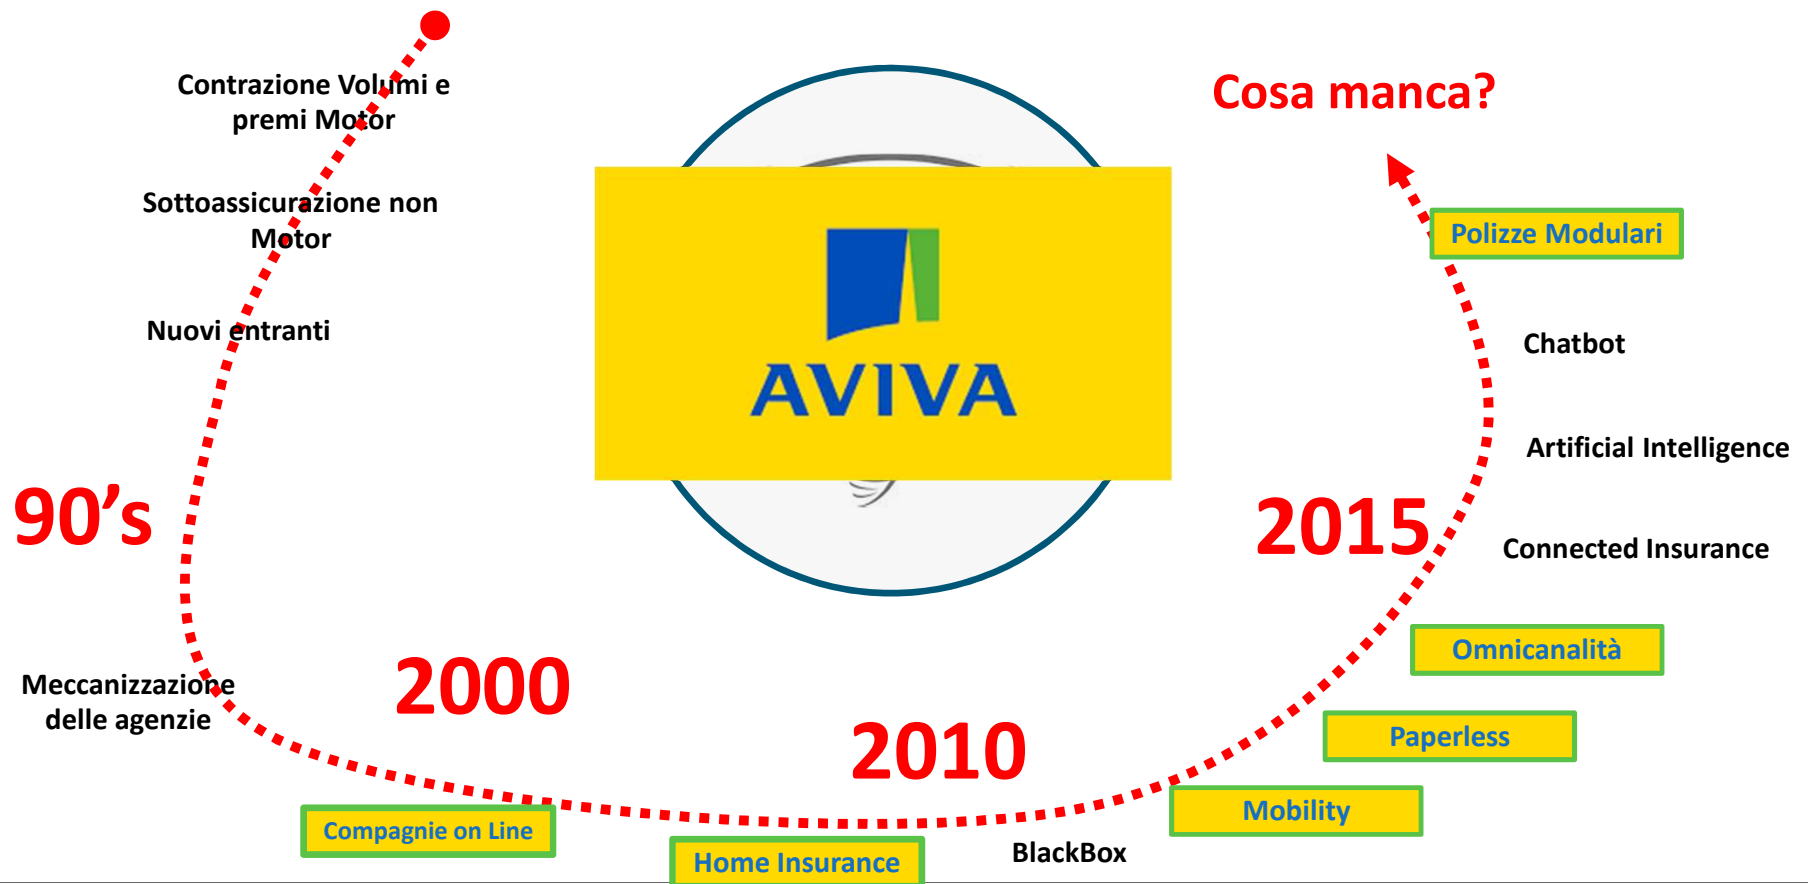 Contrazione Volumi e
premi Motor
Sottoassicurazione non
Motor
Nuovi entranti
90's
Meccanizzazione
delle agenzie
2000
Compagnie on Line
2010
Home Insurance
BlackBox
Mobility
Paperless
Omnicanalità
2015
Connected Insurance
Artificial Intelligence
Chatbot
Polizze Modulari
Cosa manca?
AVIVA